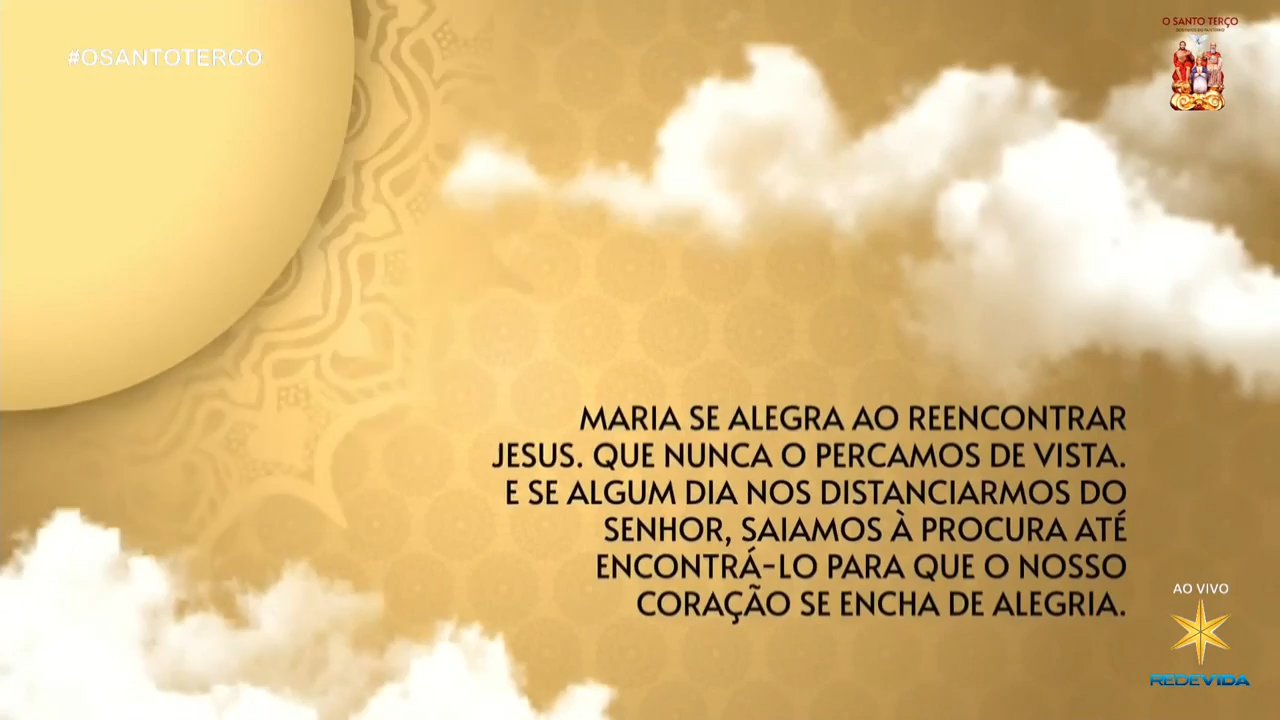 #OSANTOTERCO
O SANTO TERÇO
MARIA SE ALEGRA AO REENCONTRAR
JESUS. QUE NUNCA O PERCAMOS DE VISTA.
E SE ALGUM DIA NOS DISTANCIARMOS DO
SENHOR, SAIAMOS À PROCURA ATÉ
ENCONTRÁ-LO PARA QUE O NOSSO
CORAÇÃO SE ENCHA DE ALEGRIA.
AO VIVO
REDEVIDA